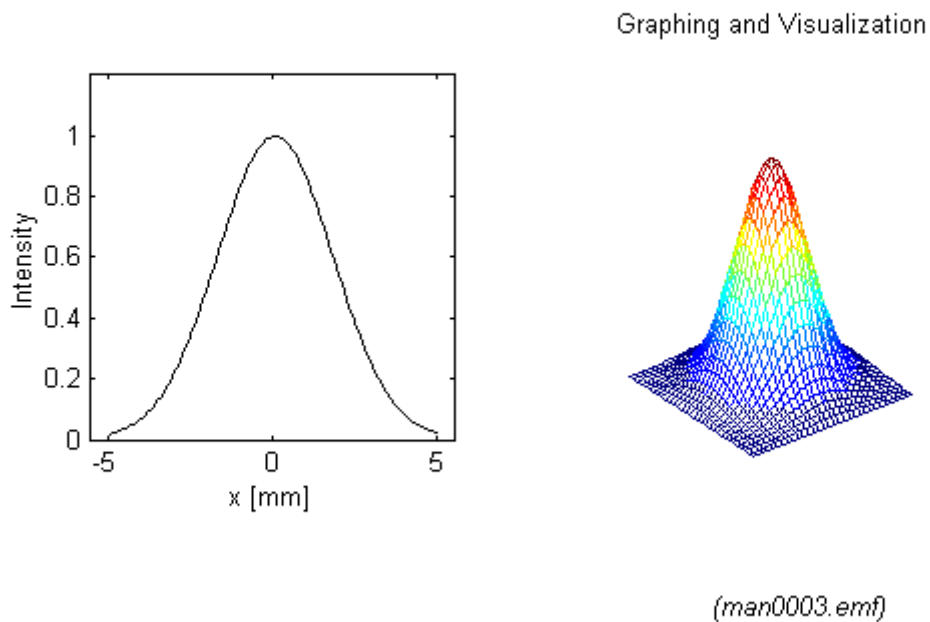 Graphing and Visualization
1
0.8
0.6
0.4
0.2
0
Intensity
-5 0 5
x [mm]
(man0003.emf)